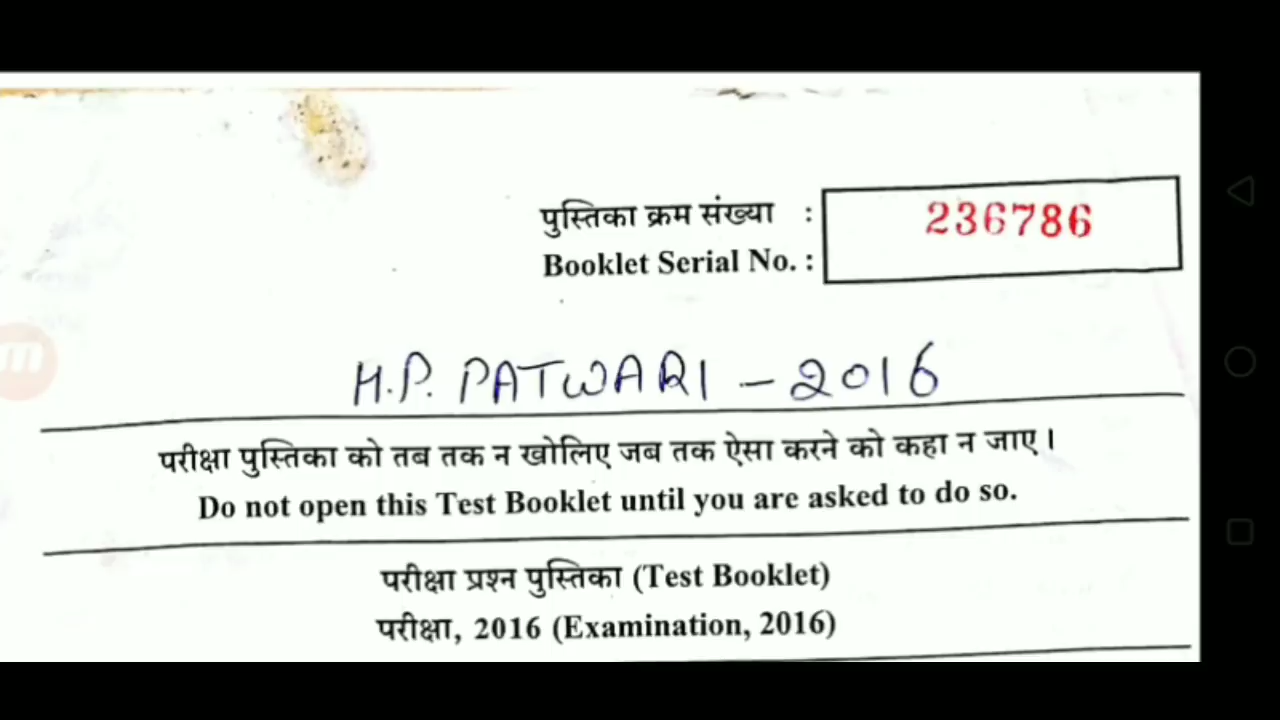 पुस्तिका क्रम संख्या :
Booklet Serial No. :
236786
H.P. PATWARI - 2016
परीक्षा पुस्तिका को तब तक न खोलिए जब तक ऐसा करने को कहा न जाए।
Do not open this Test Booklet until you are asked to do so.
परीक्षा प्रश्न पुस्तिका (Test Booklet)
परीक्षा, 2016 (Examination, 2016)